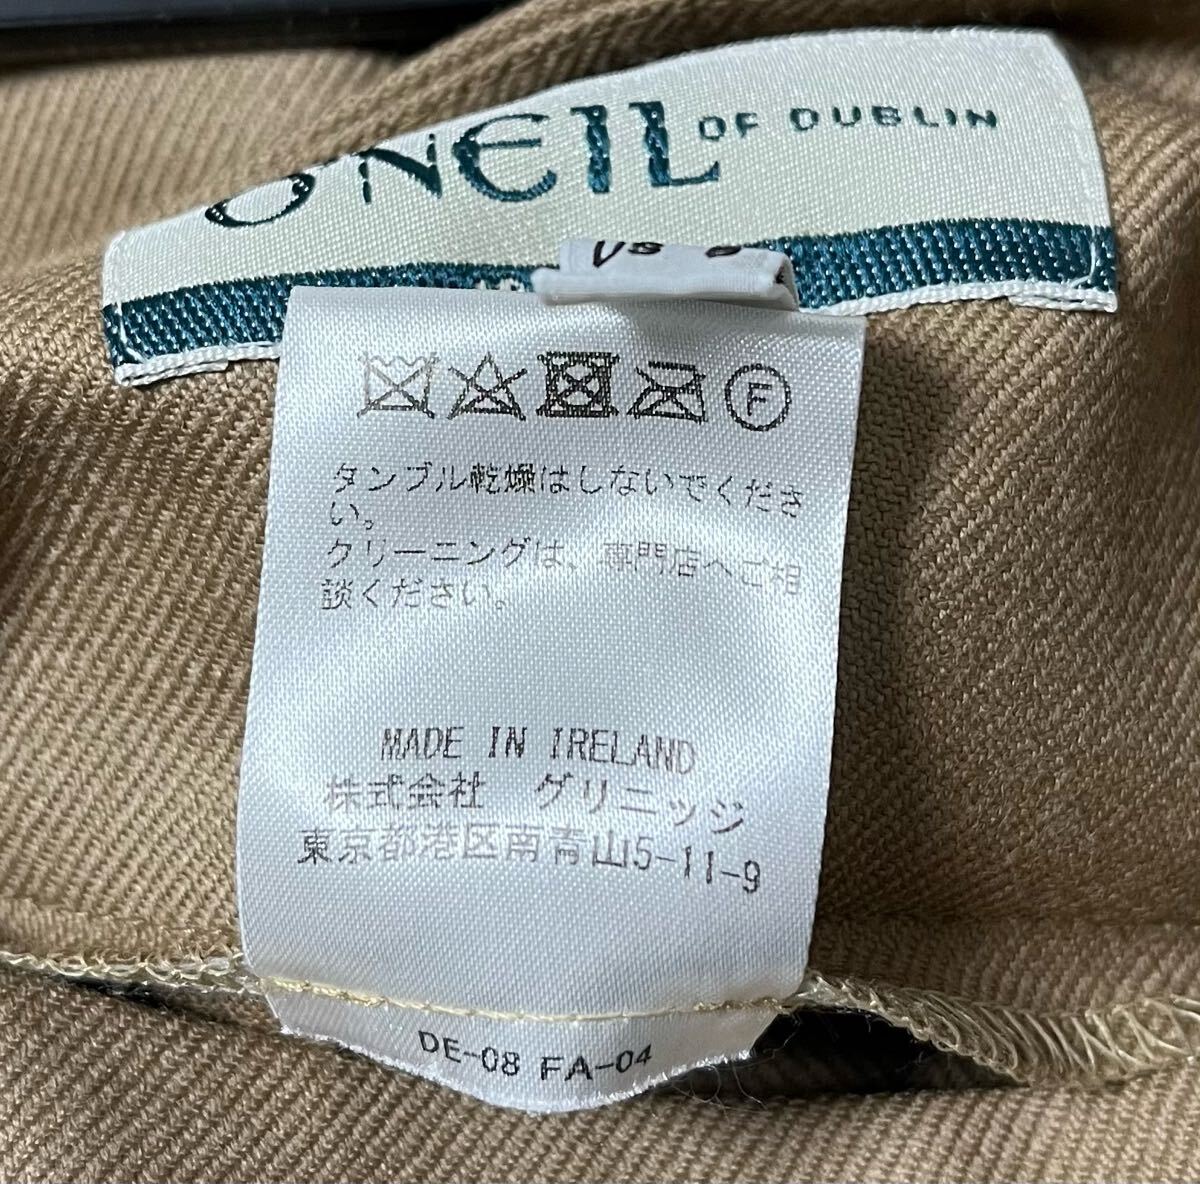 O'NEIL OF DUBLIN
F
タンブル乾燥はしないでくださ
い。
クリーニングは、専門店へご相
談ください。
MADE IN IRELAND
株式会社 グリニッジ
東京都港区南青山5-11-9
DE-08 FA-04